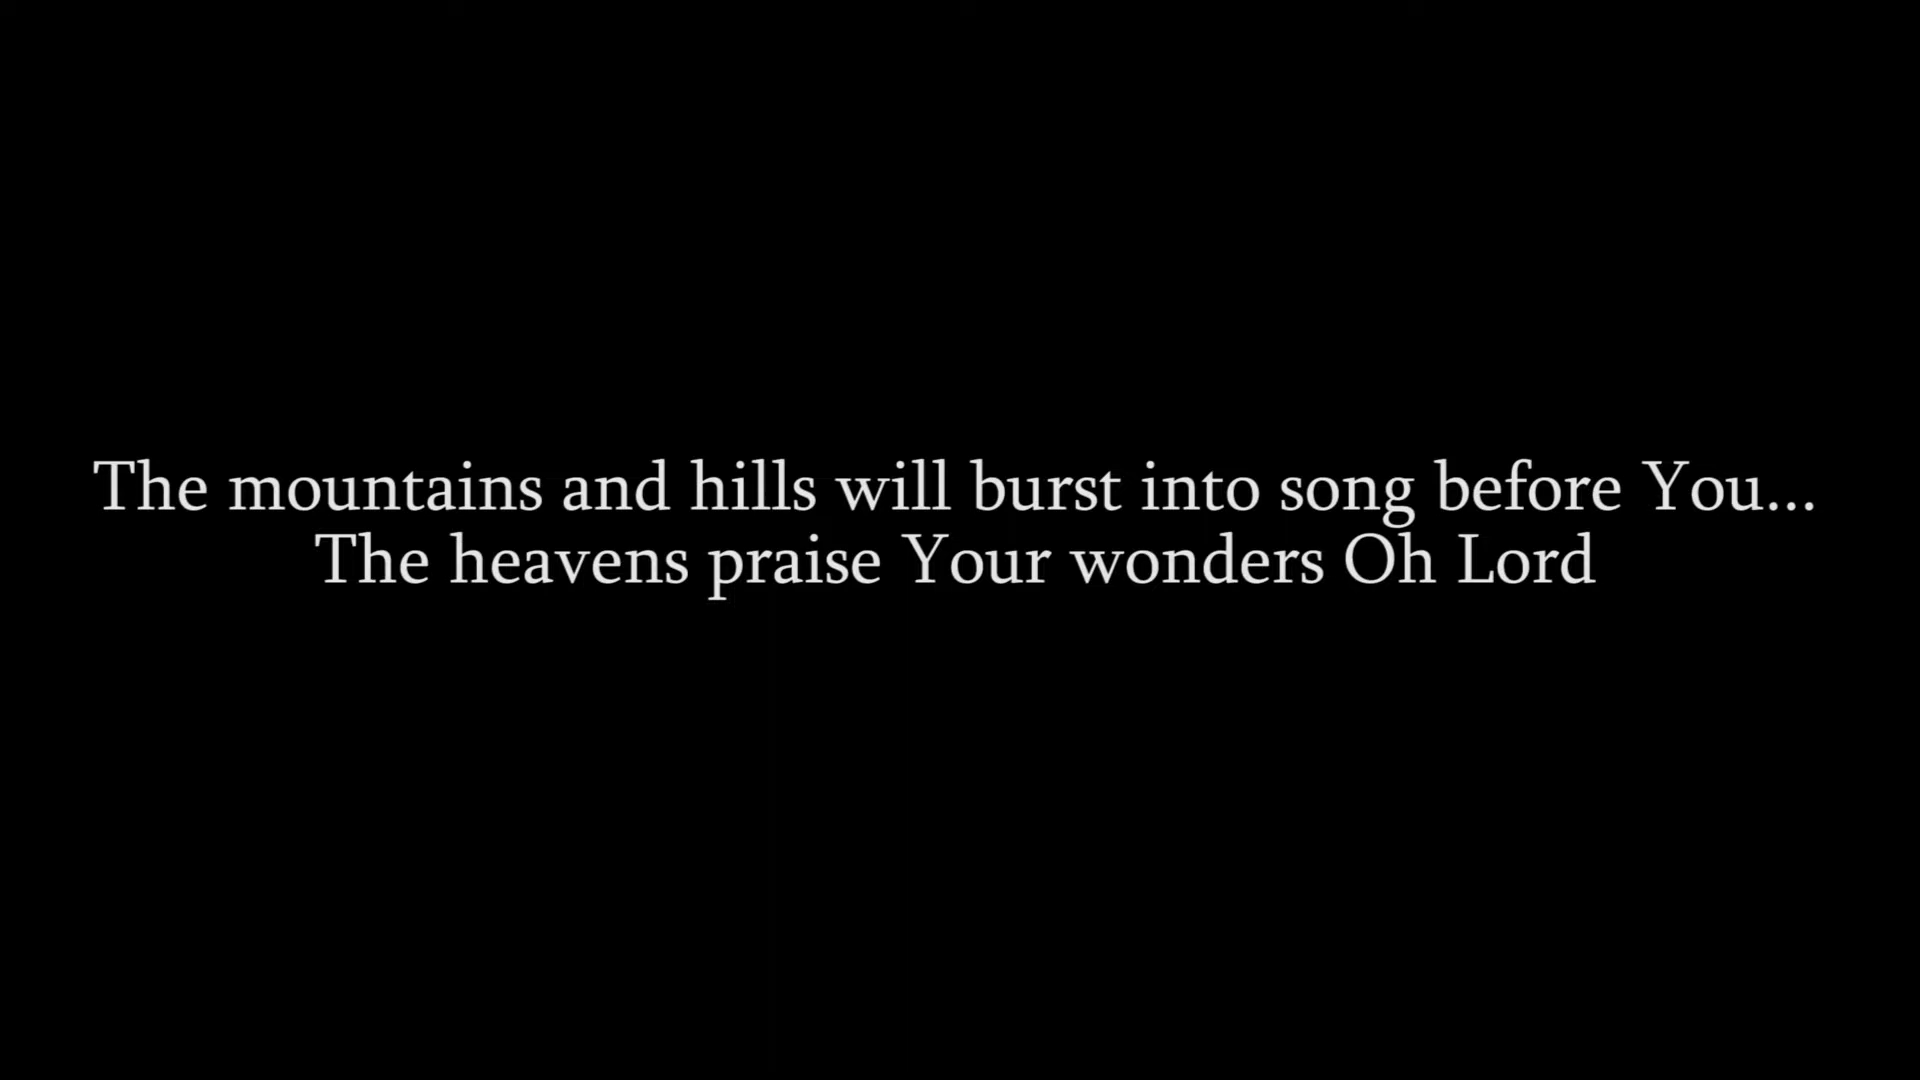 The mountains and hills will burst into song before You...
The heavens praise Your wonders Oh Lord